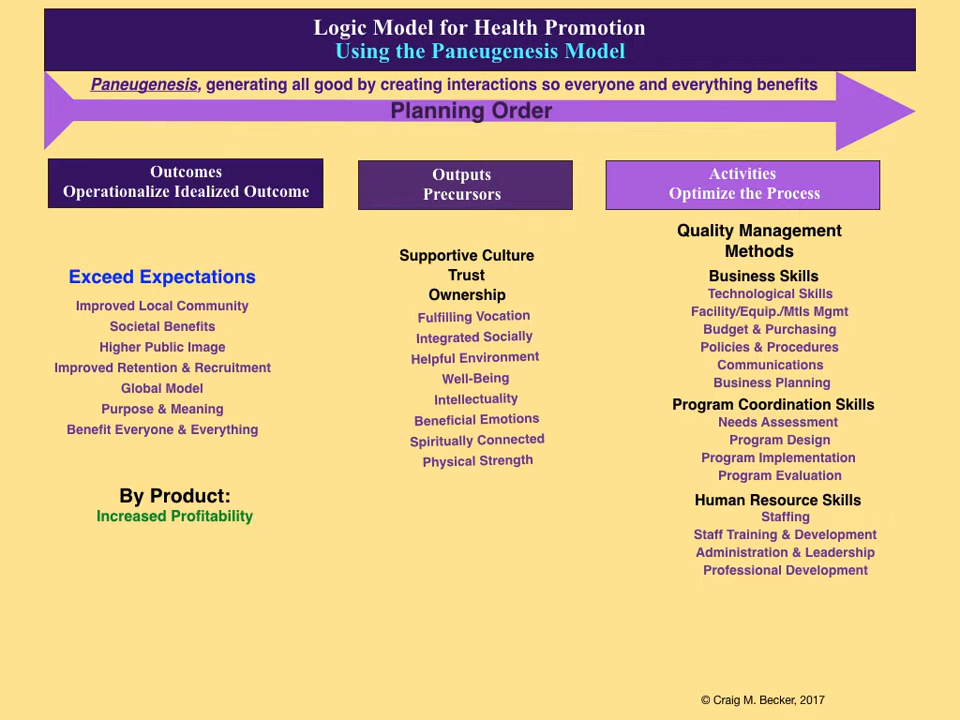 Logic Model for Health Promotion
Using the Paneugenesis Model
Paneugenesis, generating all good by creating interactions so everyone and everything benefits
Planning Order
Outcomes
Operationalize Idealized Outcome
Exceed Expectations
Improved Local Community
Societal Benefits
Higher Public Image
Improved Retention & Recruitment
Global Model
Purpose & Meaning
Benefit Everyone & Everything
By Product:
Increased Profitability
Outputs
Precursors
Supportive Culture
Trust
Ownership
Fulfilling Vocation
Integrated Socially
Helpful Environment
Well-Being
Intellectuality
Beneficial Emotions
Spiritually Connected
Physical Strength
Activities
Optimize the Process
Quality Management
Methods
Business Skills
Technological Skills
Facility/Equip./Mtls Mgmt
Budget & Purchasing
Policies & Procedures
Communications
Business Planning
Program Coordination Skills
Needs Assessment
Program Design
Program Implementation
Program Evaluation
Human Resource Skills
Staffing
Staff Training & Development
Administration & Leadership
Professional Development
© Craig M. Becker, 2017